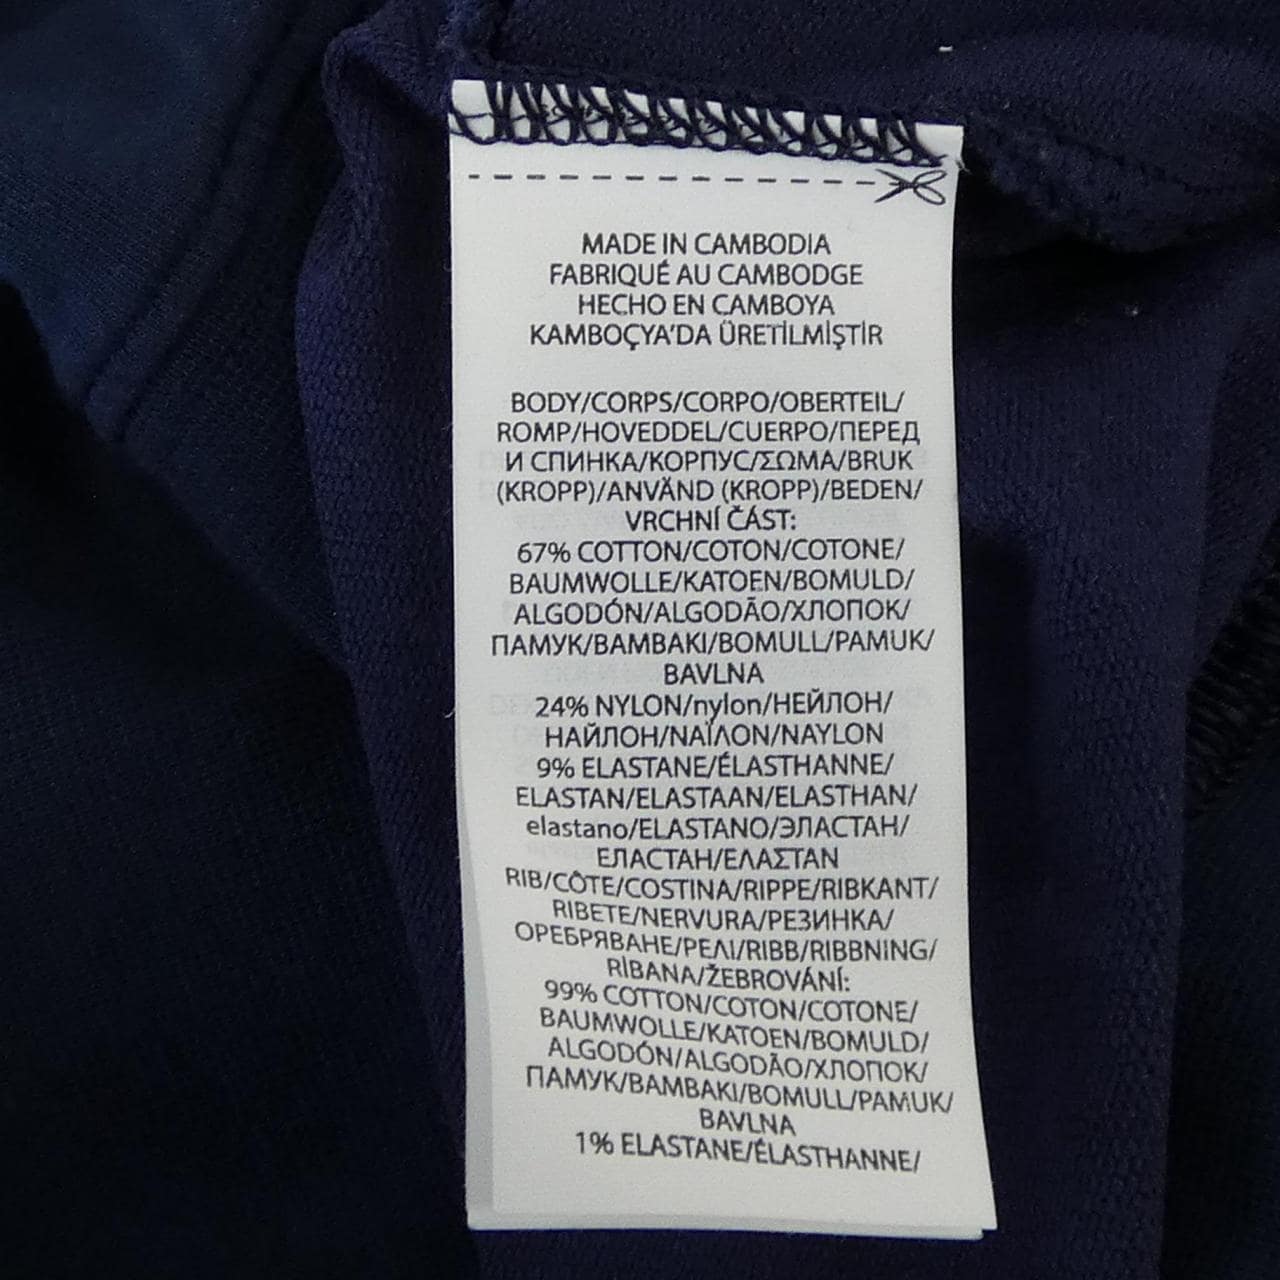 MADE IN CAMBODIA
FABRIQUÉ AU CAMBODGE
HECHO EN CAMBOYA
KAMBOÇYA'DA ÜRETİLMİŞTİR
BODY/CORPS/CORPO/OBERTEIL/
ROMP/HOVEDDEL/CUERPO/ПЕРЕД
И СПИНКА/КОРПУС/ΣΩΜΑ/BRUK
(KROPP)/ANVÄND (KROPP)/BEDEN/
VRCHNÍ ČÁST:
67% COTTON/COTON/COTONE/
BAUMWOLLE/KATOEN/BOMULD/
ALGODÓN/ALGODÃO/ХЛОПОК/
ПАМУК/ΒΑΜΒΑΚΙ/BOMULL/PAMUK/
BAVLNA
24% NYLON/nylon/НЕЙЛОН/
НАЙЛОН/ΝΑΪΛΟΝ/NAYLON
9% ELASTANE/ÉLASTHANNE/
ELASTAN/ELASTAAN/ELASTHAN/
elastano/ELASTANO/ЭЛАСТАН/
ЕЛАСТАН/ΕΛΑΣΤΑΝ
RIB/CÔTE/COSTINA/RIPPE/RIBKANT/
RIBETE/NERVURA/РЕЗИНКА/
ОРЕБРЯВАНЕ/ΡΕΛΙ/RIBB/RIBBNING/
RİBANA/ŽEBROVÁNÍ:
99% COTTON/COTON/COTONE/
BAUMWOLLE/KATOEN/BOMULD/
ALGODÓN/ALGODÃO/ХЛОПОК/
ПАМУК/ΒΑΜΒΑΚΙ/BOMULL/PAMUK/
BAVLNA
1% ELASTANE/ÉLASTHANNE/